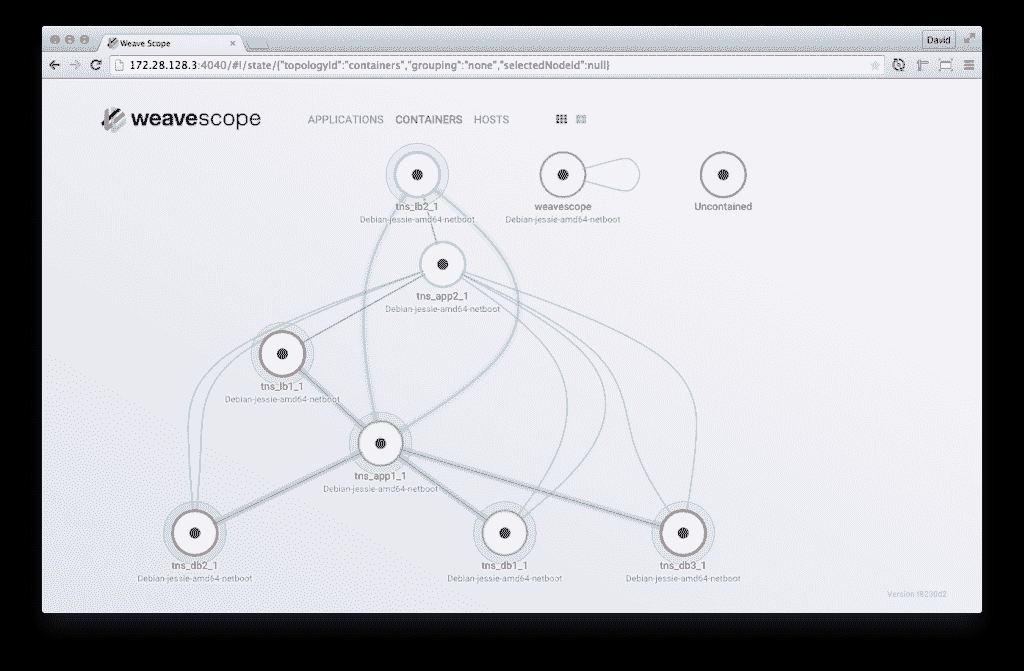 Weave Scope
David
172.28.128.3:4040/#!/state/{"topologyId":"containers","grouping":"none","selectedNodeId":null}
weavescope
APPLICATIONS CONTAINERS HOSTS
tns_lb2_1
Debian-jessie-amd64-netboot
weavescope
Debian-jessie-amd64-netboot
Uncontained
tns_app2_1
Debian-jessie-amd64-netboot
tns_lb1_1
Debian-jessie-amd64-netboot
tns_app1_1
Debian-jessie-amd64-netboot
tns_db2_1
Debian-jessie-amd64-netboot
tns_db1_1
Debian-jessie-amd64-netboot
tns_db3_1
Debian-jessie-amd64-netboot
Version f8230d2